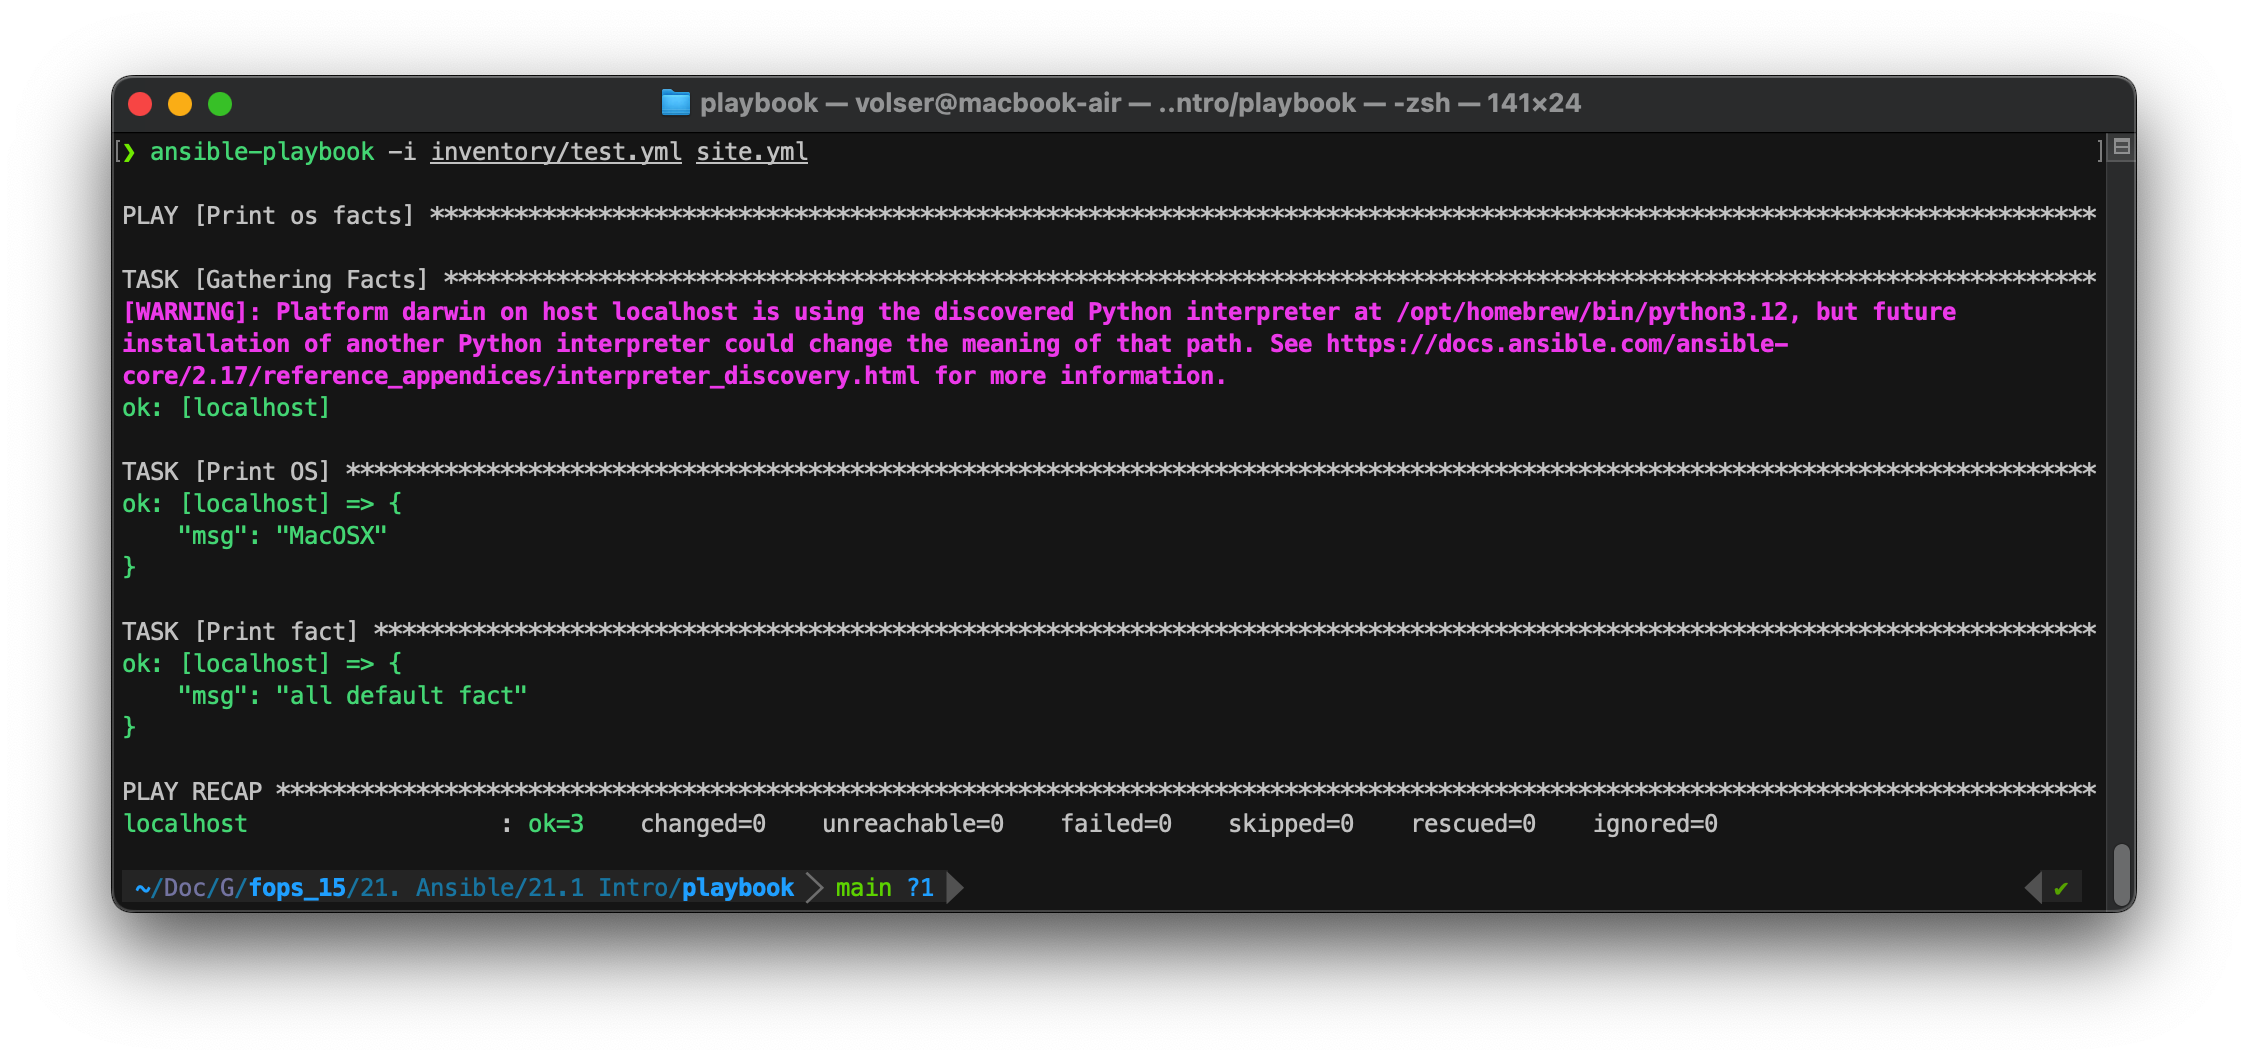 playbook — volser@macbook-air — ..ntro/playbook — -zsh — 141×24
[❯ ansible-playbook -i inventory/test.yml site.yml ]
PLAY [Print os facts] ***********************************************************************************************************************
TASK [Gathering Facts] **********************************************************************************************************************
[WARNING]: Platform darwin on host localhost is using the discovered Python interpreter at /opt/homebrew/bin/python3.12, but future
installation of another Python interpreter could change the meaning of that path. See https://docs.ansible.com/ansible-
core/2.17/reference_appendices/interpreter_discovery.html for more information.
ok: [localhost]
TASK [Print OS] *****************************************************************************************************************************
ok: [localhost] => {
    "msg": "MacOSX"
}
TASK [Print fact] ***************************************************************************************************************************
ok: [localhost] => {
    "msg": "all default fact"
}
PLAY RECAP **********************************************************************************************************************************
localhost                  : ok=3    changed=0    unreachable=0    failed=0    skipped=0    rescued=0    ignored=0
~/Doc/G/fops_15/21. Ansible/21.1 Intro/playbook main ?1 ✔